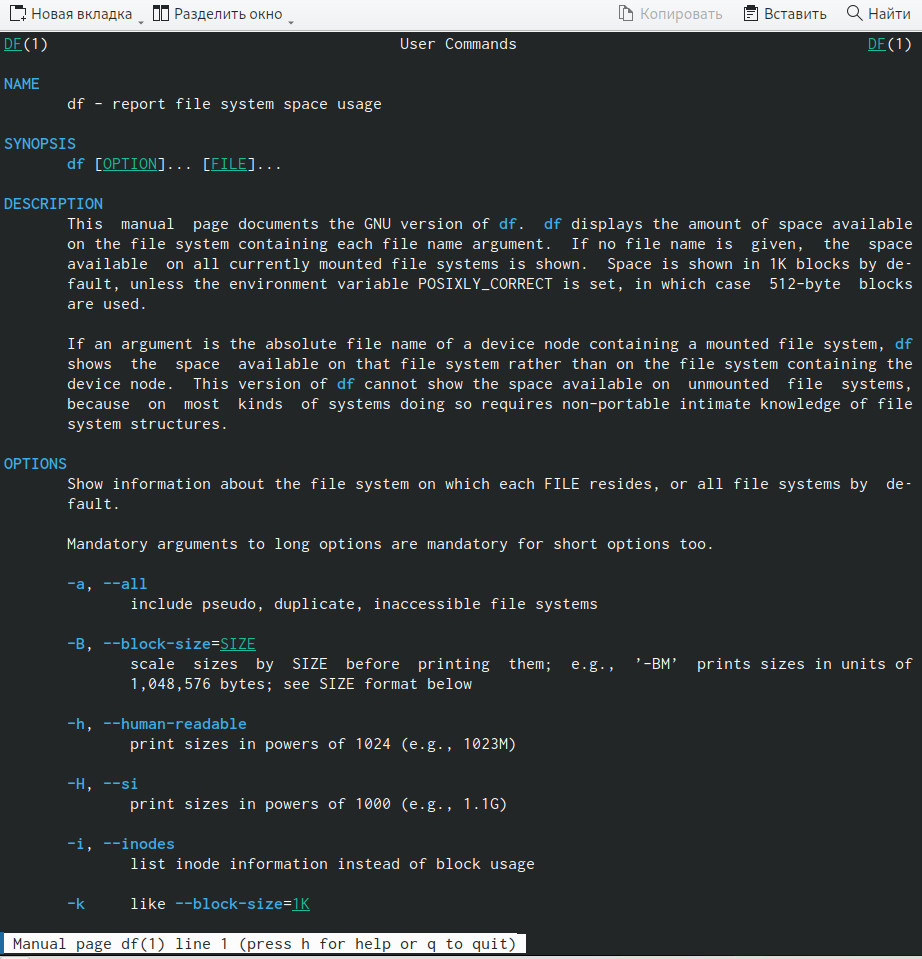 Новая вкладка Разделить окно Копировать Вставить Найти
DF(1) User Commands DF(1)
NAME
df - report file system space usage
SYNOPSIS
df [OPTION]... [FILE]...
DESCRIPTION
This manual page documents the GNU version of df. df displays the amount of space available
on the file system containing each file name argument. If no file name is given, the space
available on all currently mounted file systems is shown. Space is shown in 1K blocks by de-
fault, unless the environment variable POSIXLY_CORRECT is set, in which case 512-byte blocks
are used.
If an argument is the absolute file name of a device node containing a mounted file system, df
shows the space available on that file system rather than on the file system containing the
device node. This version of df cannot show the space available on unmounted file systems,
because on most kinds of systems doing so requires non-portable intimate knowledge of file
system structures.
OPTIONS
Show information about the file system on which each FILE resides, or all file systems by de-
fault.
Mandatory arguments to long options are mandatory for short options too.
-a, --all
include pseudo, duplicate, inaccessible file systems
-B, --block-size=SIZE
scale sizes by SIZE before printing them; e.g., ’-BM’ prints sizes in units of
1,048,576 bytes; see SIZE format below
-h, --human-readable
print sizes in powers of 1024 (e.g., 1023M)
-H, --si
print sizes in powers of 1000 (e.g., 1.1G)
-i, --inodes
list inode information instead of block usage
-k like --block-size=1K
Manual page df(1) line 1 (press h for help or q to quit)